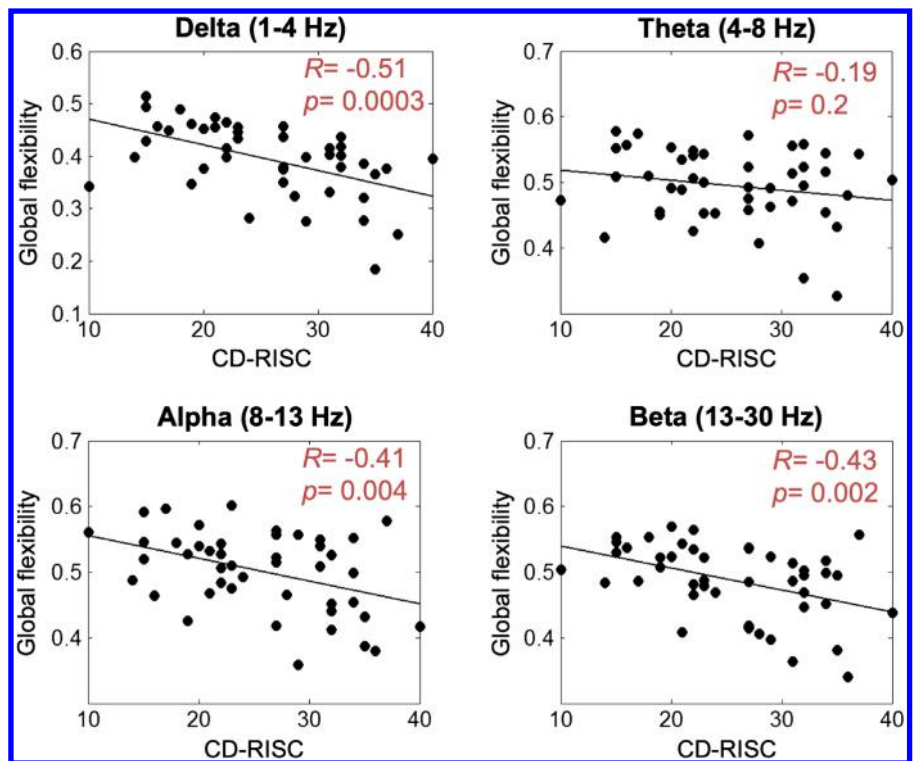 Delta (1-4 Hz)
R= -0.51
p= 0.0003
0.6
0.5
0.4
0.3
0.2
0.1
Global flexibility
10 20 30 40
CD-RISC
Theta (4-8 Hz)
R= -0.19
p= 0.2
0.7
0.6
0.5
0.4
Global flexibility
10 20 30 40
CD-RISC
Alpha (8-13 Hz)
R= -0.41
p= 0.004
0.7
0.6
0.5
0.4
Global flexibility
10 20 30 40
CD-RISC
Beta (13-30 Hz)
R= -0.43
p= 0.002
0.7
0.6
0.5
0.4
Global flexibility
10 20 30 40
CD-RISC